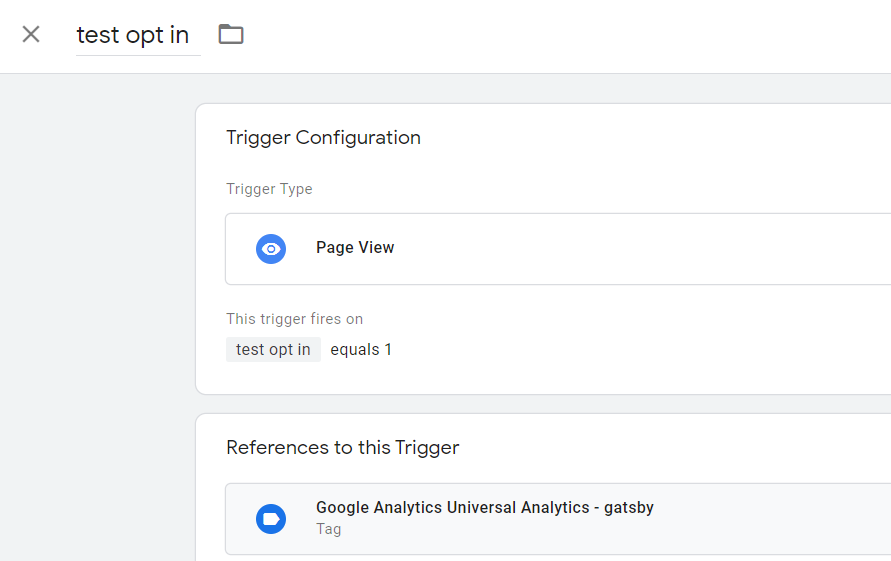 test opt in
Trigger Configuration
Trigger Type
Page View
This trigger fires on
test opt in equals 1
References to this Trigger
Google Analytics Universal Analytics - gatsby
Tag